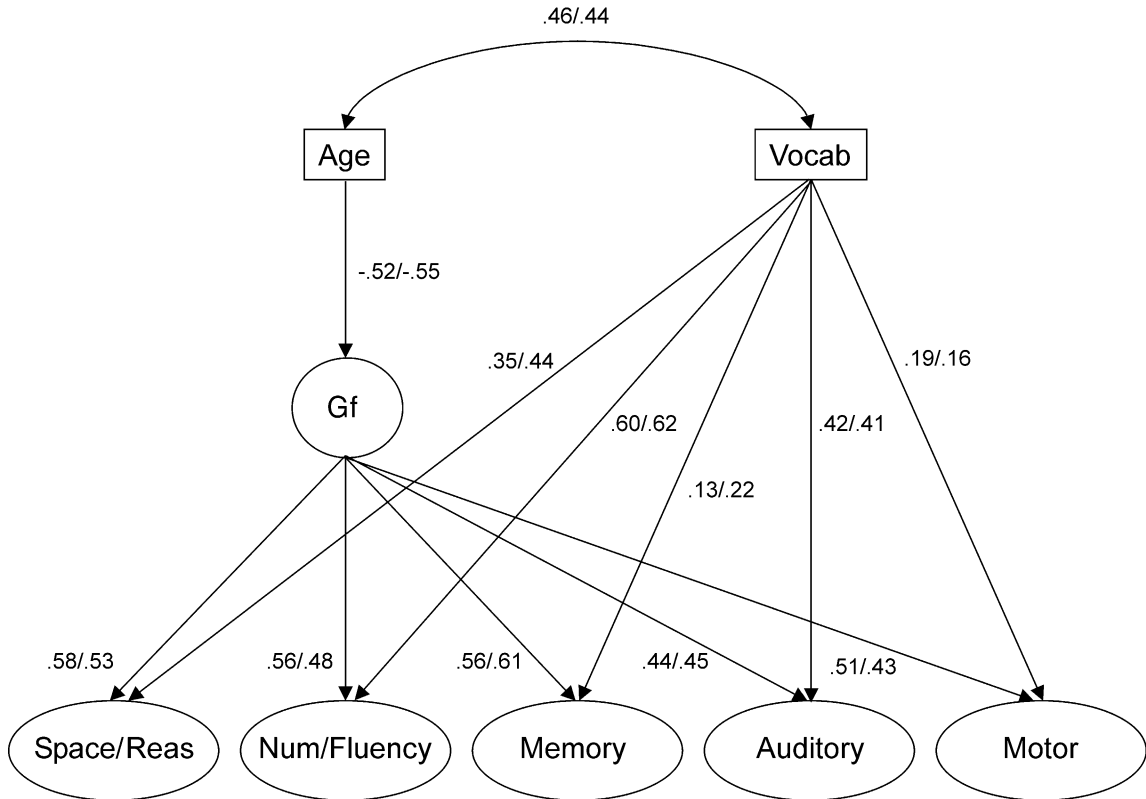 .46/.44
Age
Vocab
-.52/-.55
.35/.44
.19/.16
Gf
.60/.62
.42/.41
.13/.22
.58/.53
.56/.48
.56/.61
.44/.45
.51/.43
Space/Reas
Num/Fluency
Memory
Auditory
Motor